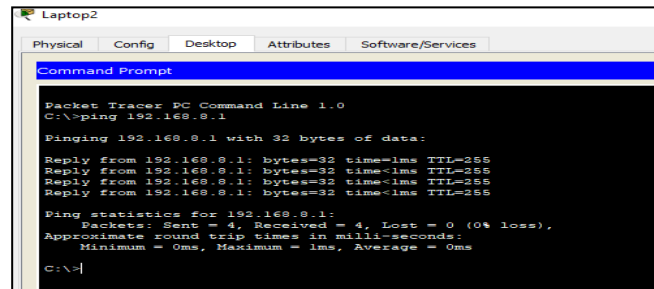 Laptop2
Physical Config Desktop Attributes Software/Services
Command Prompt
Packet Tracer PC Command Line 1.0
C:\>ping 192.168.8.1
Pinging 192.168.8.1 with 32 bytes of data:
Reply from 192.168.8.1: bytes=32 time=1ms TTL=255
Reply from 192.168.8.1: bytes=32 time<1ms TTL=255
Reply from 192.168.8.1: bytes=32 time<1ms TTL=255
Reply from 192.168.8.1: bytes=32 time<1ms TTL=255
Ping statistics for 192.168.8.1:
Packets: Sent = 4, Received = 4, Lost = 0 (0% loss),
Approximate round trip times in milli-seconds:
Minimum = 0ms, Maximum = 1ms, Average = 0ms
C:\>